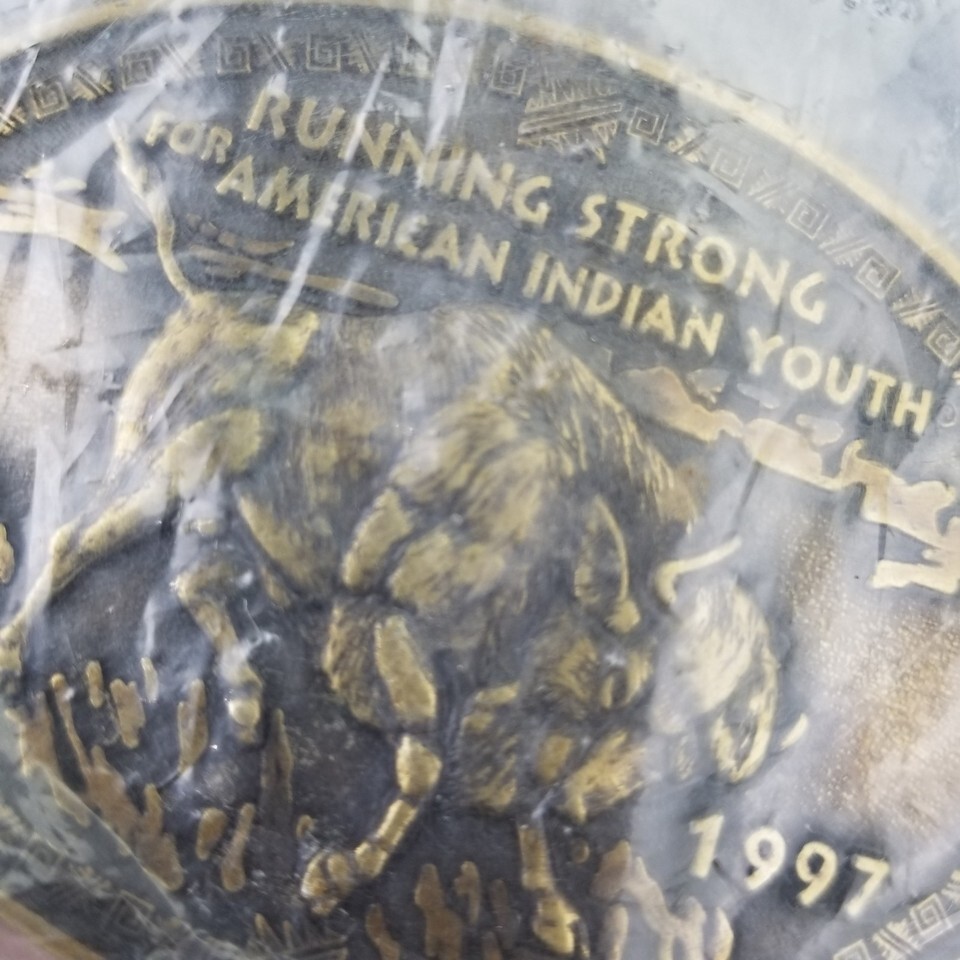 RUNNING STRONG
FOR AMERICAN INDIAN YOUTH
1997